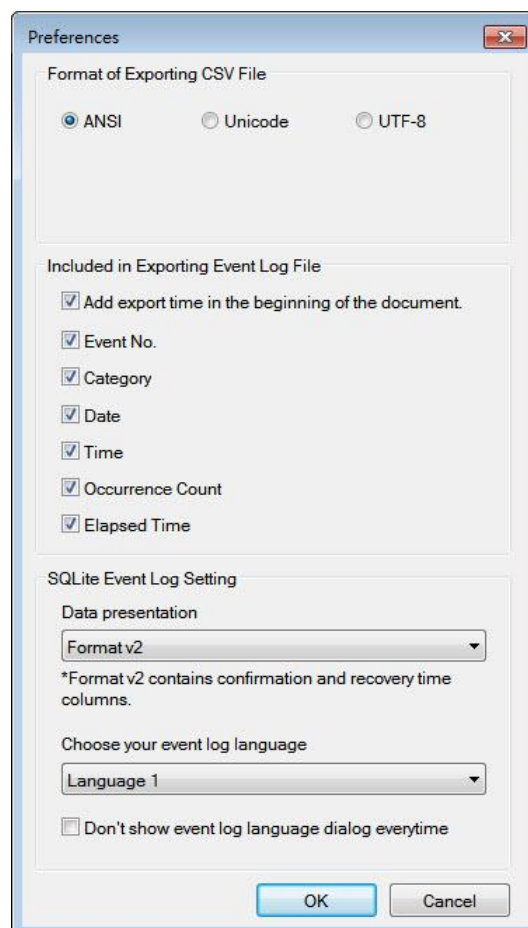 Preferences
Format of Exporting CSV File
ANSI Unicode UTF-8
Included in Exporting Event Log File
Add export time in the beginning of the document.
Event No.
Category
Date
Time
Occurrence Count
Elapsed Time
SQLite Event Log Setting
Data presentation
Format v2
*Format v2 contains confirmation and recovery time
columns.
Choose your event log language
Language 1
Don't show event log language dialog everytime
OK Cancel